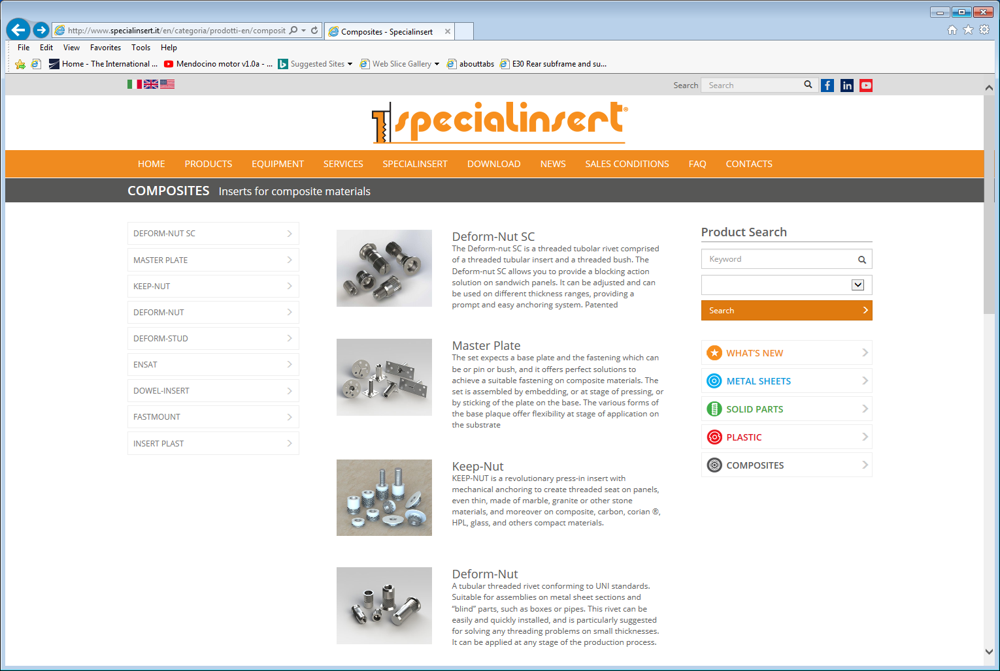 http://www.specialinsert.it/en/categoria/prodotti-en/composit
Composites - Specialinsert
File Edit View Favorites Tools Help
Home - The International ...
Mendocino motor v1.0a - ...
Suggested Sites
Web Slice Gallery
abouttabs
E30 Rear subframe and su...
Search
Search
specialinsert®
HOME PRODUCTS EQUIPMENT SERVICES SPECIALINSERT DOWNLOAD NEWS SALES CONDITIONS FAQ CONTACTS
COMPOSITES Inserts for composite materials
DEFORM-NUT SC
MASTER PLATE
KEEP-NUT
DEFORM-NUT
DEFORM-STUD
ENSAT
DOWEL-INSERT
FASTMOUNT
INSERT PLAST
Deform-Nut SC
The Deform-nut SC is a threaded tubolar rivet comprised
of a threaded tubular insert and a threaded bush. The
Deform-nut SC allows you to provide a blocking action
solution on sandwich panels. It can be adjusted and can
be used on different thickness ranges, providing a
prompt and easy anchoring system. Patented
Master Plate
The set expects a base plate and the fastening which can
be or pin or bush, and it offers perfect solutions to
achieve a suitable fastening on composite materials. The
set is assembled by embedding, or at stage of pressing, or
by sticking of the plate on the base. The various forms of
the base plaque offer flexibility at stage of application on
the substrate
Keep-Nut
KEEP-NUT is a revolutionary press-in insert with
mechanical anchoring to create threaded seat on panels,
even thin, made of marble, granite or other stone
materials, and moreover on composite, carbon, corian ®,
HPL, glass, and others compact materials.
Deform-Nut
A tubular threaded rivet conforming to UNI standards.
Suitable for assemblies on metal sheet sections and
“blind” parts, such as boxes or pipes. This rivet can be
easily and quickly installed, and is particularly suggested
for solving any threading problems on small thicknesses.
It can be applied at any stage of the production process.
Product Search
Keyword
Search
WHAT'S NEW
METAL SHEETS
SOLID PARTS
PLASTIC
COMPOSITES